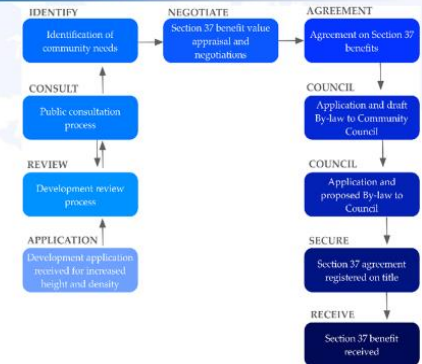 IDENTIFY
Identification of
community needs
NEGOTIATE
Section 37 benefit value
appraisal and
negotiations
AGREEMENT
Agreement on Section 37
benefits
CONSULT
Public consultation
process
COUNCIL
Application and draft
By-law to Community
Council
REVIEW
Development review
process
COUNCIL
Application and
proposed By-law to
Council
APPLICATION
Development application
received for increased
height and density
SECURE
Section 37 agreement
registered on title
RECEIVE
Section 37 benefit
received